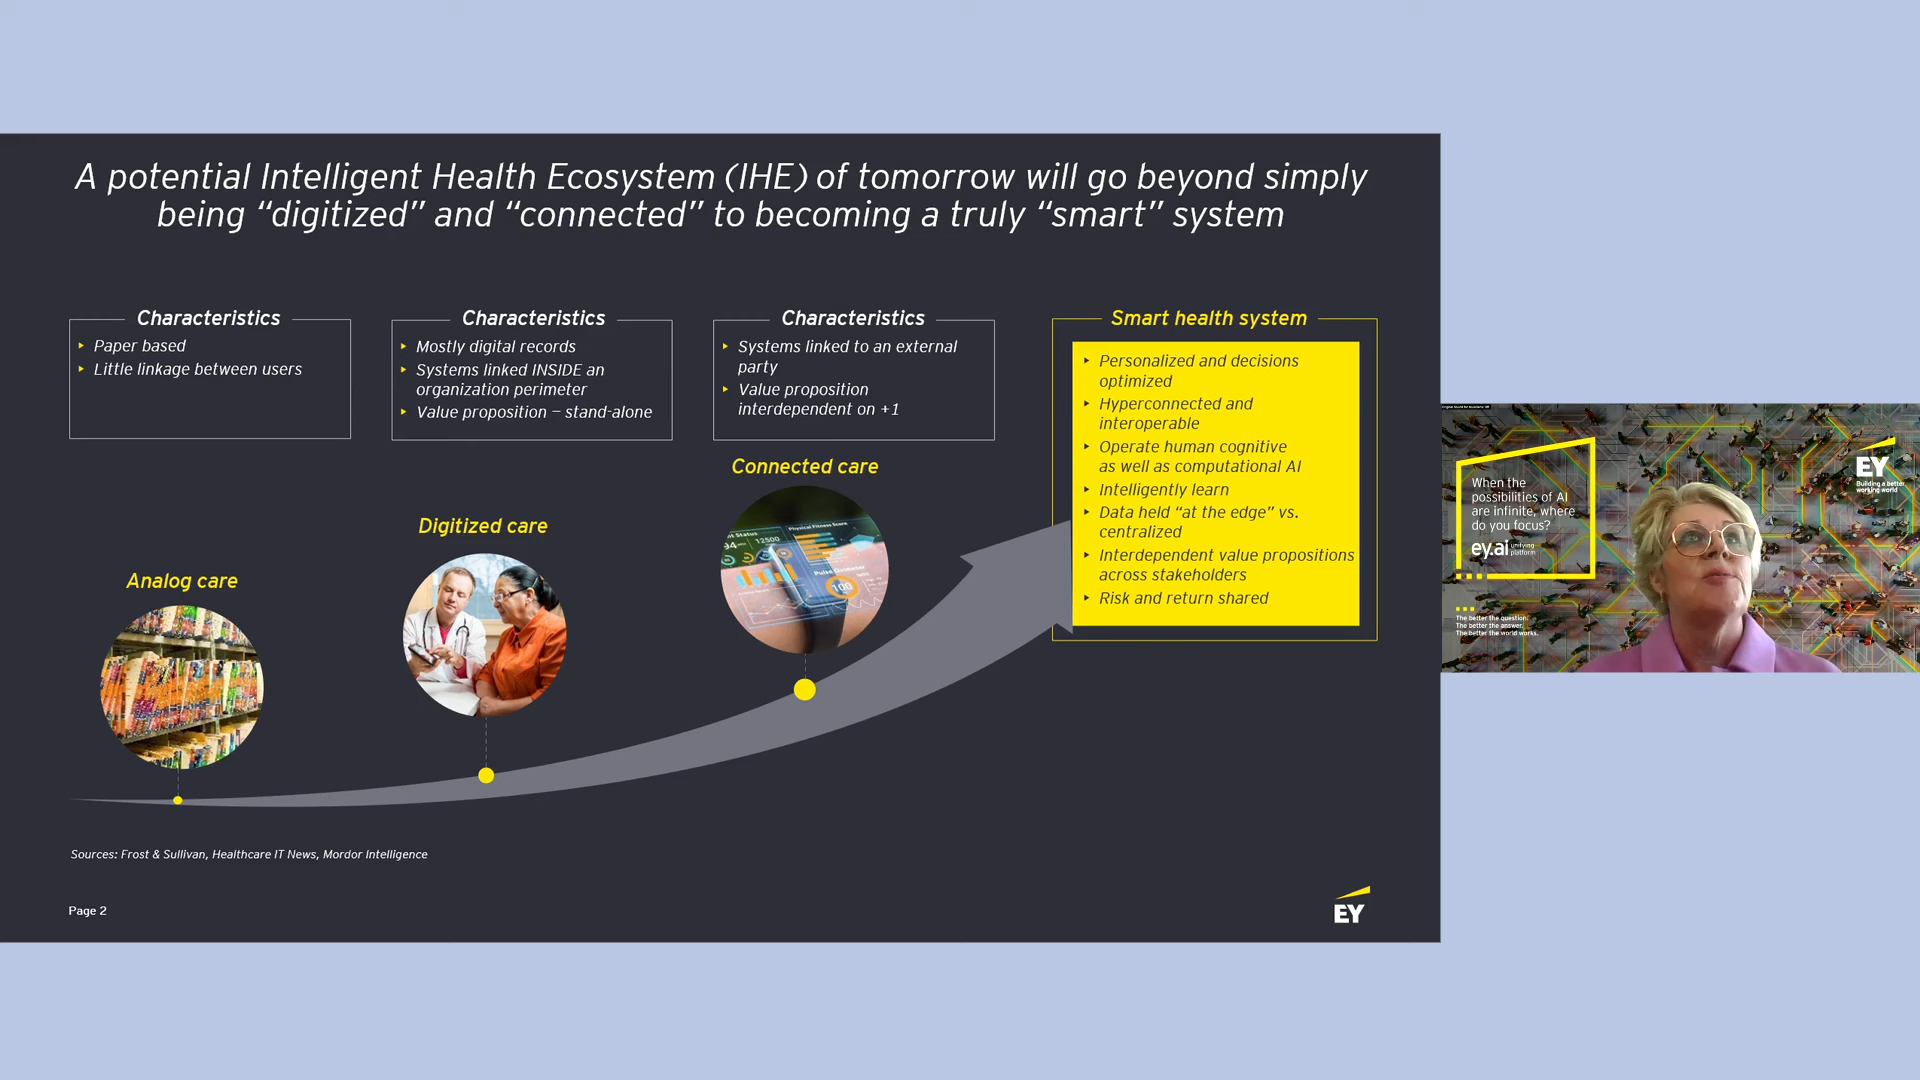 A potential Intelligent Health Ecosystem (IHE) of tomorrow will go beyond simply
being “digitized” and “connected” to becoming a truly “smart” system
Characteristics
Paper based
Little linkage between users
Characteristics
Mostly digital records
Systems linked INSIDE an
organization perimeter
Value proposition – stand-alone
Characteristics
Systems linked to an external
party
Value proposition
interdependent on +1
Smart health system
Personalized and decisions
optimized
Hyperconnected and
interoperable
Operate human cognitive
as well as computational AI
Intelligently learn
Data held “at the edge” vs.
centralized
Interdependent value propositions
across stakeholders
Risk and return shared
Analog care
Digitized care
Connected care
12500
Physical Fitness Score
Pulse Oximeter
100
Sources: Frost & Sullivan, Healthcare IT News, Mordor Intelligence
Page 2
EY
When the
possibilities of AI
are infinite, where
do you focus?
ey.ai unifying
platform
The better the question.
The better the answer.
The better the world works.
EY
Building a better
working world